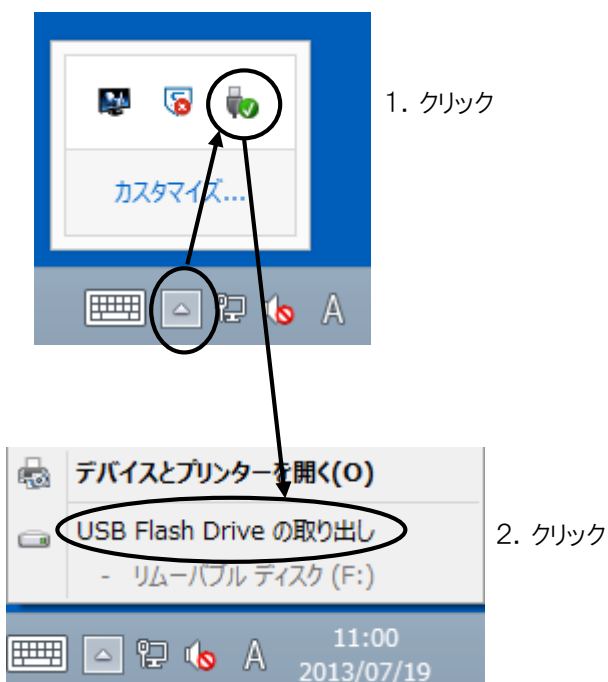 1. クリック
カスタマイズ...
A
デバイスとプリンターを開く(O)
USB Flash Drive の取り出し
2. クリック
- リムーバブル ディスク (F:)
A
11:00
2013/07/19